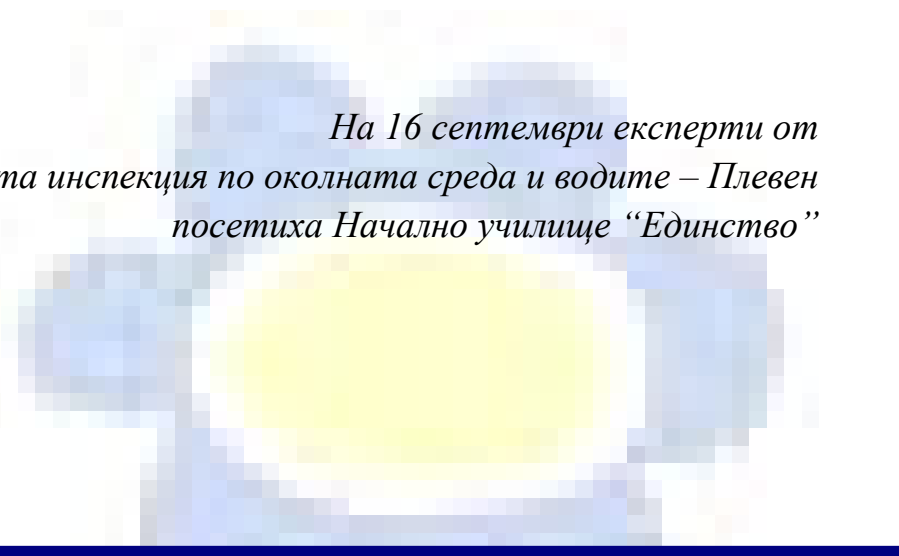 На 16 септември експерти от
та инспекция по околната среда и водите – Плевен
посетиха Начално училище “Единство”